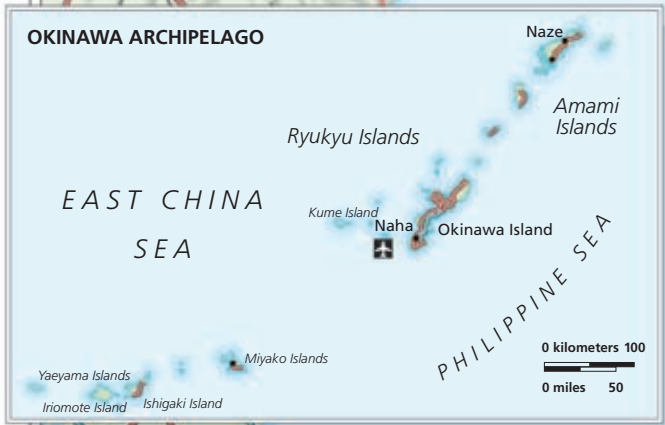 OKINAWA ARCHIPELAGO
Naze
Amami
Islands
Ryukyu Islands
EAST CHINA
SEA
Kume Island
Naha
Okinawa Island
PHILIPPINE SEA
Miyako Islands
Yaeyama Islands
Iriomote Island
Ishigaki Island
0 kilometers 100
0 miles 50